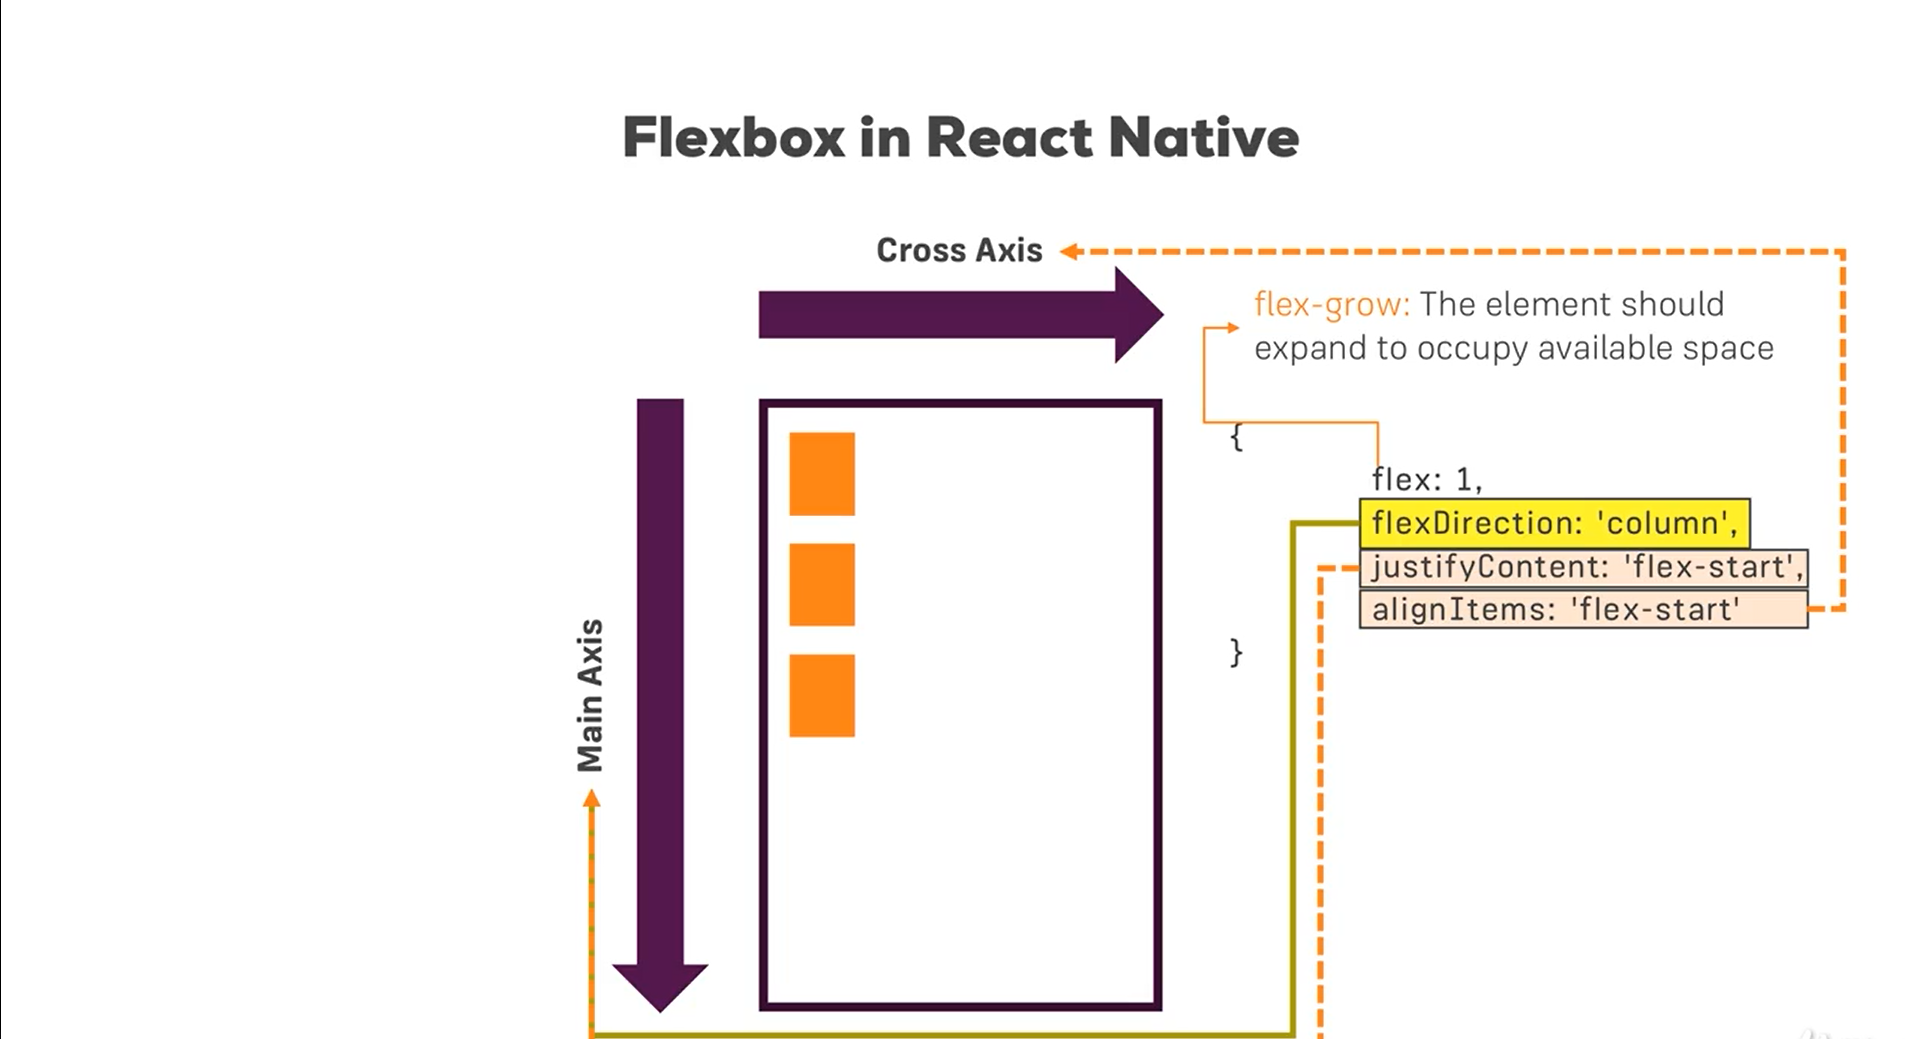 Flexbox in React Native
Cross Axis
flex-grow: The element should
expand to occupy available space
{
flex: 1,
flexDirection: 'column',
justifyContent: 'flex-start',
alignItems: 'flex-start'
}
Main Axis